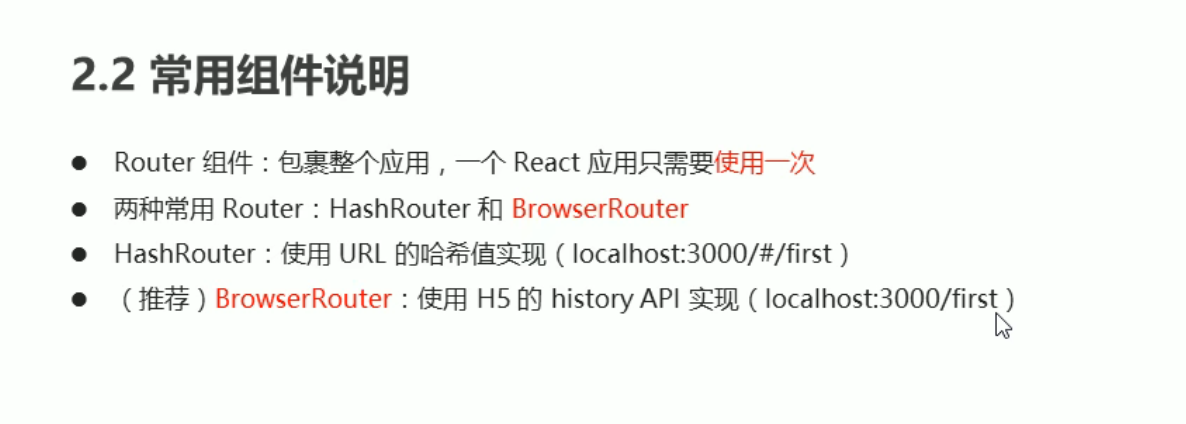 2.2 常用组件说明
● Router 组件：包裹整个应用，一个 React 应用只需要使用一次
● 两种常用 Router：HashRouter 和 BrowserRouter
● HashRouter：使用 URL 的哈希值实现（localhost:3000/#/first）
● （推荐）BrowserRouter：使用 H5 的 history API 实现（localhost:3000/first）